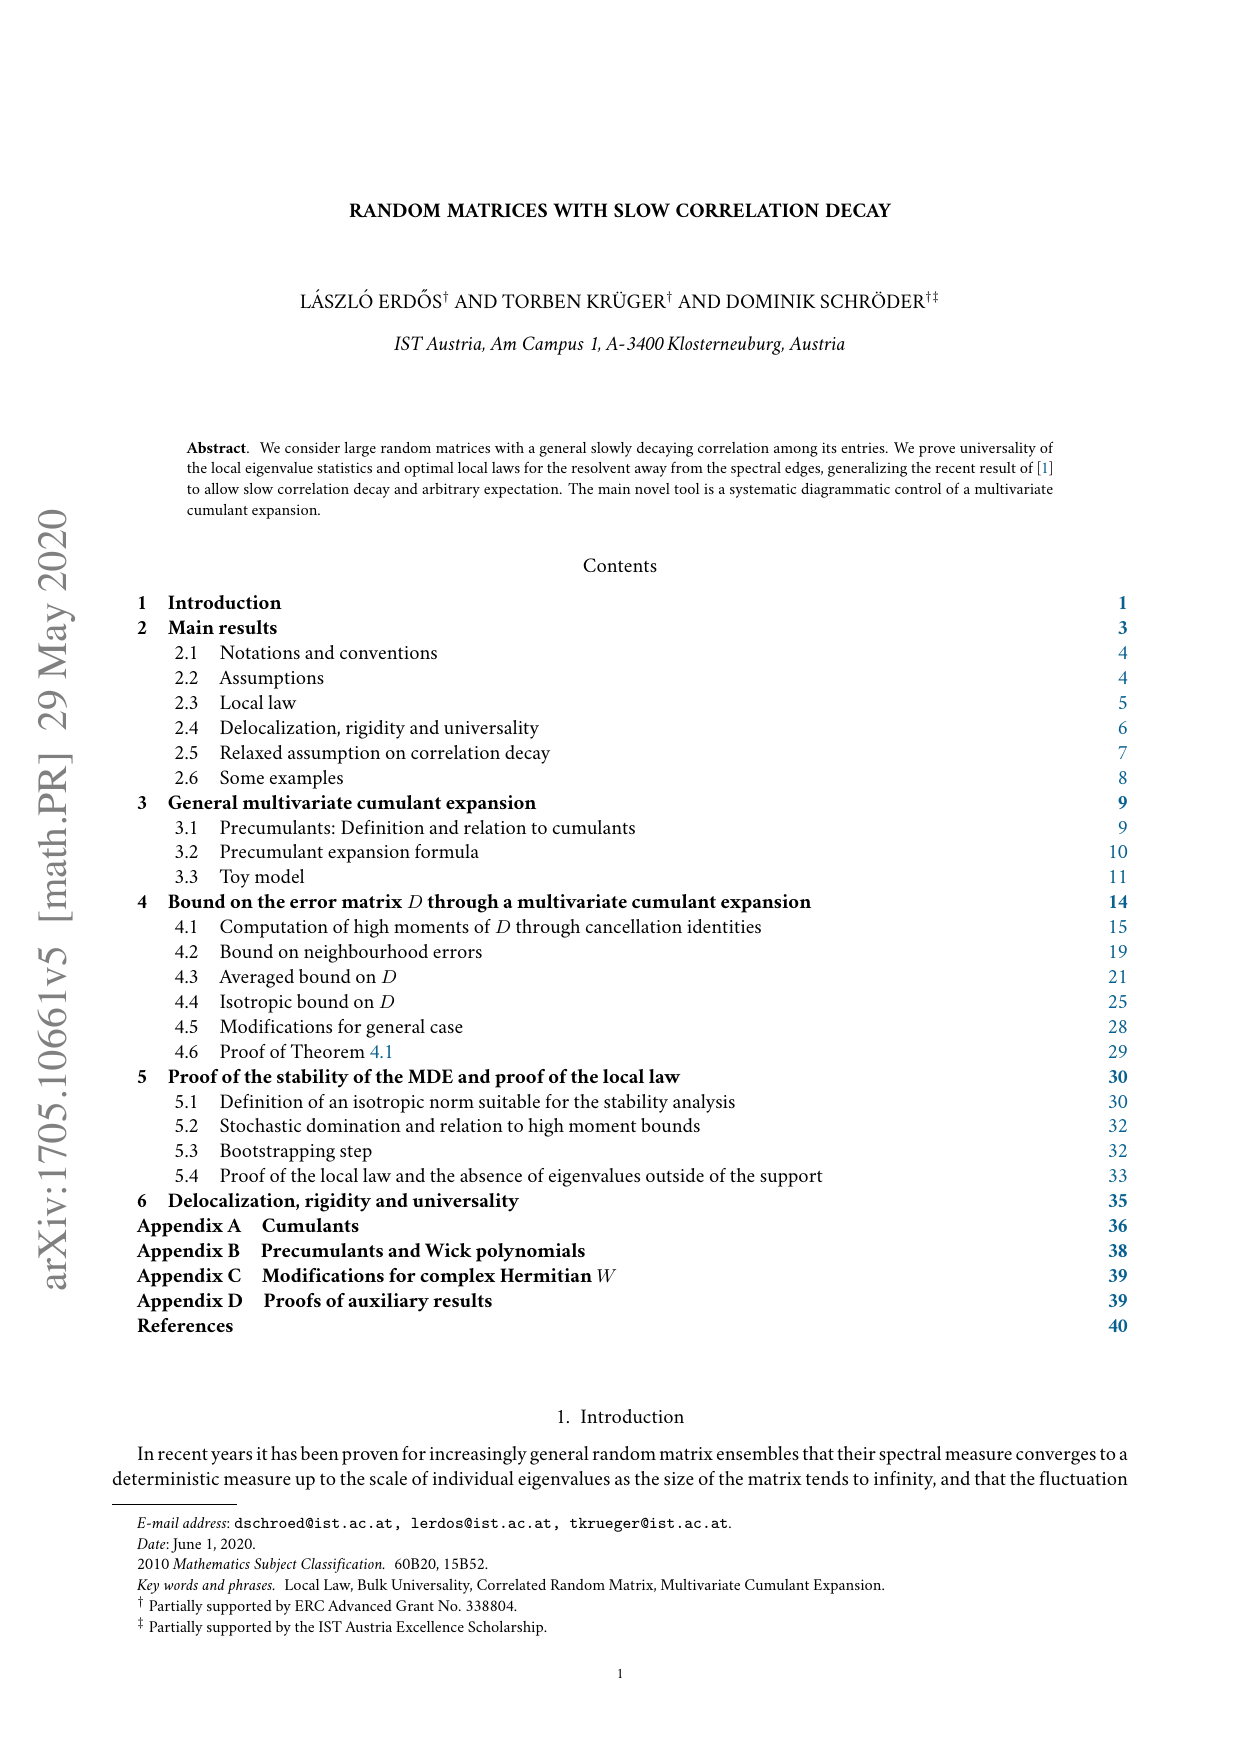 RANDOM MATRICES WITH SLOW CORRELATION DECAY
LÁSZLÓ ERDŐS† AND TORBEN KRÜGER† AND DOMINIK SCHRÖDER†‡
IST Austria, Am Campus 1, A-3400 Klosterneuburg, Austria
Abstract. We consider large random matrices with a general slowly decaying correlation among its entries. We prove universality of
the local eigenvalue statistics and optimal local laws for the resolvent away from the spectral edges, generalizing the recent result of [1]
to allow slow correlation decay and arbitrary expectation. The main novel tool is a systematic diagrammatic control of a multivariate
cumulant expansion.
Contents
1 Introduction 1
2 Main results 3
2.1 Notations and conventions 4
2.2 Assumptions 4
2.3 Local law 5
2.4 Delocalization, rigidity and universality 6
2.5 Relaxed assumption on correlation decay 7
2.6 Some examples 8
3 General multivariate cumulant expansion 9
3.1 Precumulants: Definition and relation to cumulants 9
3.2 Precumulant expansion formula 10
3.3 Toy model 11
4 Bound on the error matrix D through a multivariate cumulant expansion 14
4.1 Computation of high moments of D through cancellation identities 15
4.2 Bound on neighbourhood errors 19
4.3 Averaged bound on D 21
4.4 Isotropic bound on D 25
4.5 Modifications for general case 28
4.6 Proof of Theorem 4.1 29
5 Proof of the stability of the MDE and proof of the local law 30
5.1 Definition of an isotropic norm suitable for the stability analysis 30
5.2 Stochastic domination and relation to high moment bounds 32
5.3 Bootstrapping step 32
5.4 Proof of the local law and the absence of eigenvalues outside of the support 33
6 Delocalization, rigidity and universality 35
Appendix A Cumulants 36
Appendix B Precumulants and Wick polynomials 38
Appendix C Modifications for complex Hermitian W 39
Appendix D Proofs of auxiliary results 39
References 40
1. Introduction
In recent years it has been proven for increasingly general random matrix ensembles that their spectral measure converges to a
deterministic measure up to the scale of individual eigenvalues as the size of the matrix tends to infinity, and that the fluctuation
E-mail address: dschroed@ist.ac.at, lerdos@ist.ac.at, tkrueger@ist.ac.at.
Date: June 1, 2020.
2010 Mathematics Subject Classification. 60B20, 15B52.
Key words and phrases. Local Law, Bulk Universality, Correlated Random Matrix, Multivariate Cumulant Expansion.
† Partially supported by ERC Advanced Grant No. 338804.
‡ Partially supported by the IST Austria Excellence Scholarship.
1
arXiv:1705.10661v5 [math.PR] 29 May 2020